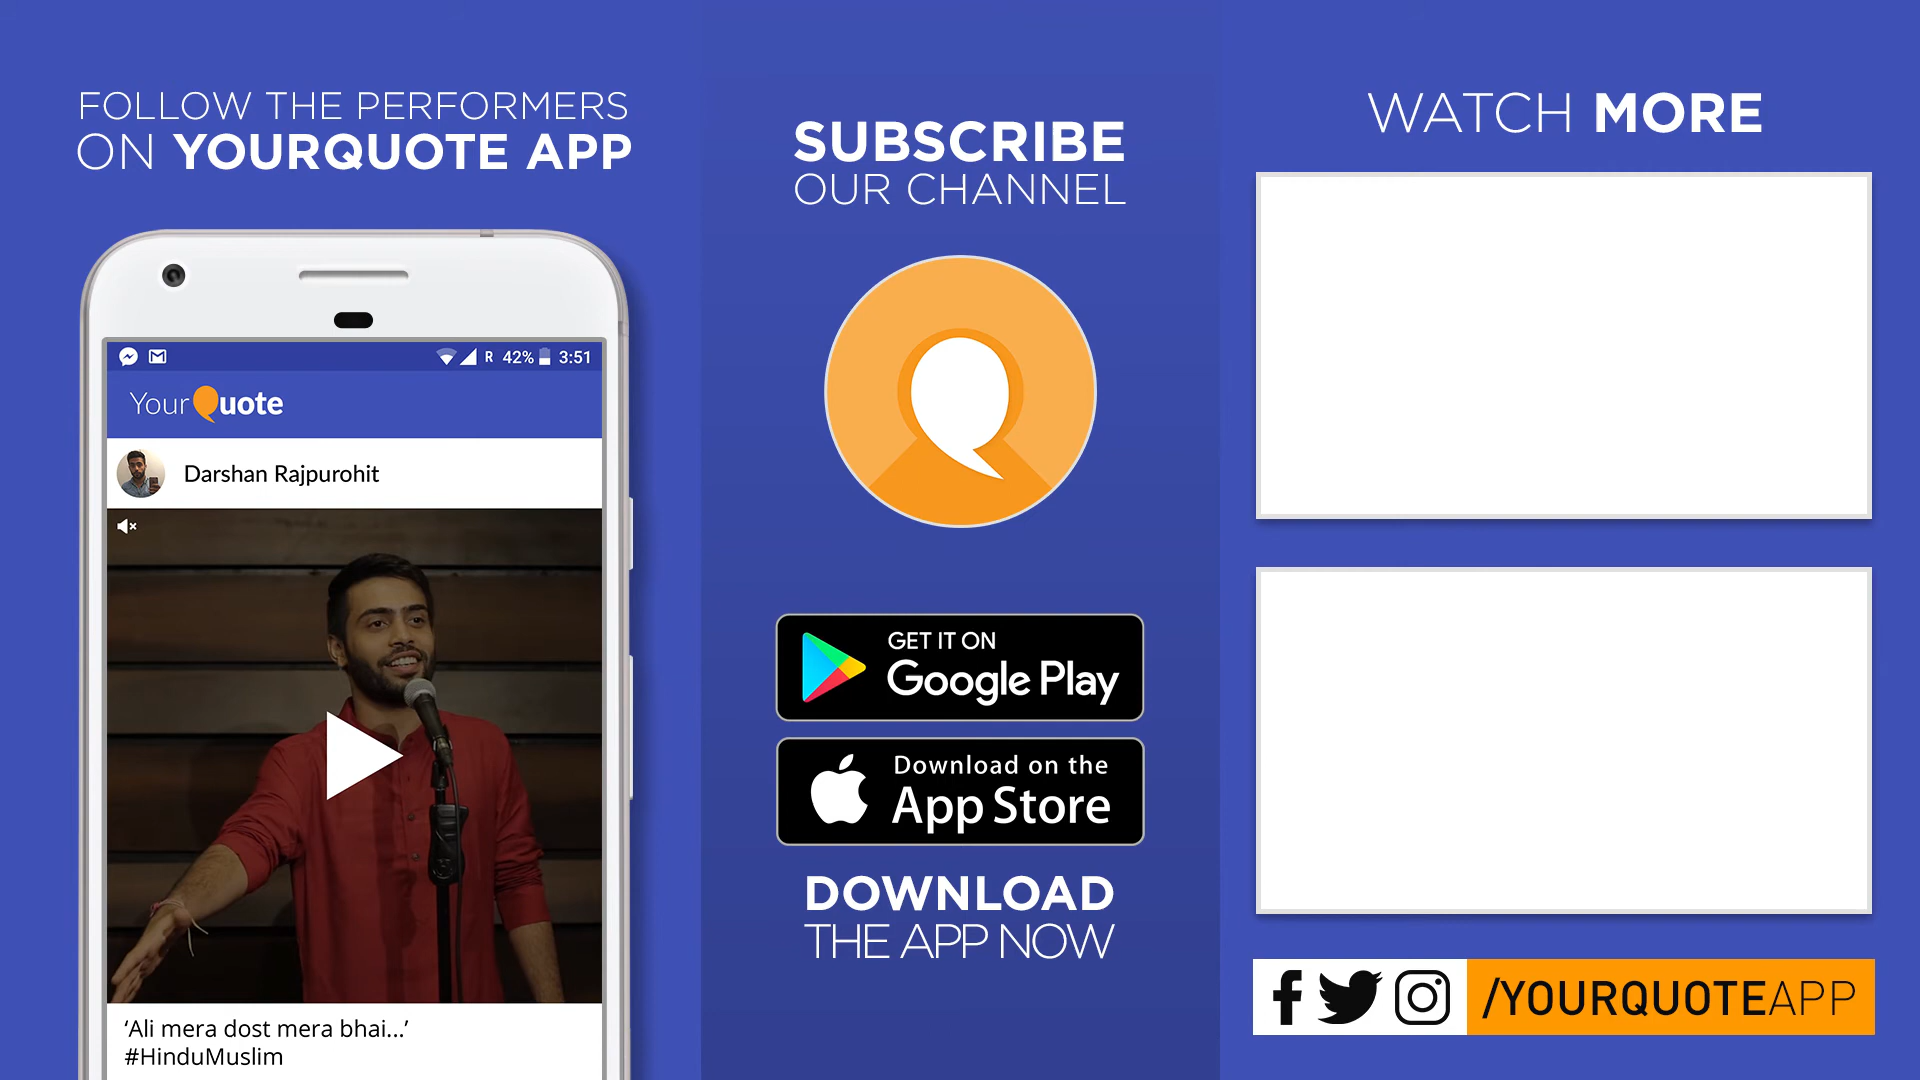 FOLLOW THE PERFORMERS
ON YOURQUOTE APP
R 42% 3:51
YourQuote
Darshan Rajpurohit
‘Ali mera dost mera bhai...’
#HinduMuslim
SUBSCRIBE
OUR CHANNEL
GET IT ON
Google Play
Download on the
App Store
DOWNLOAD
THE APP NOW
WATCH MORE
/YOURQUOTEAPP